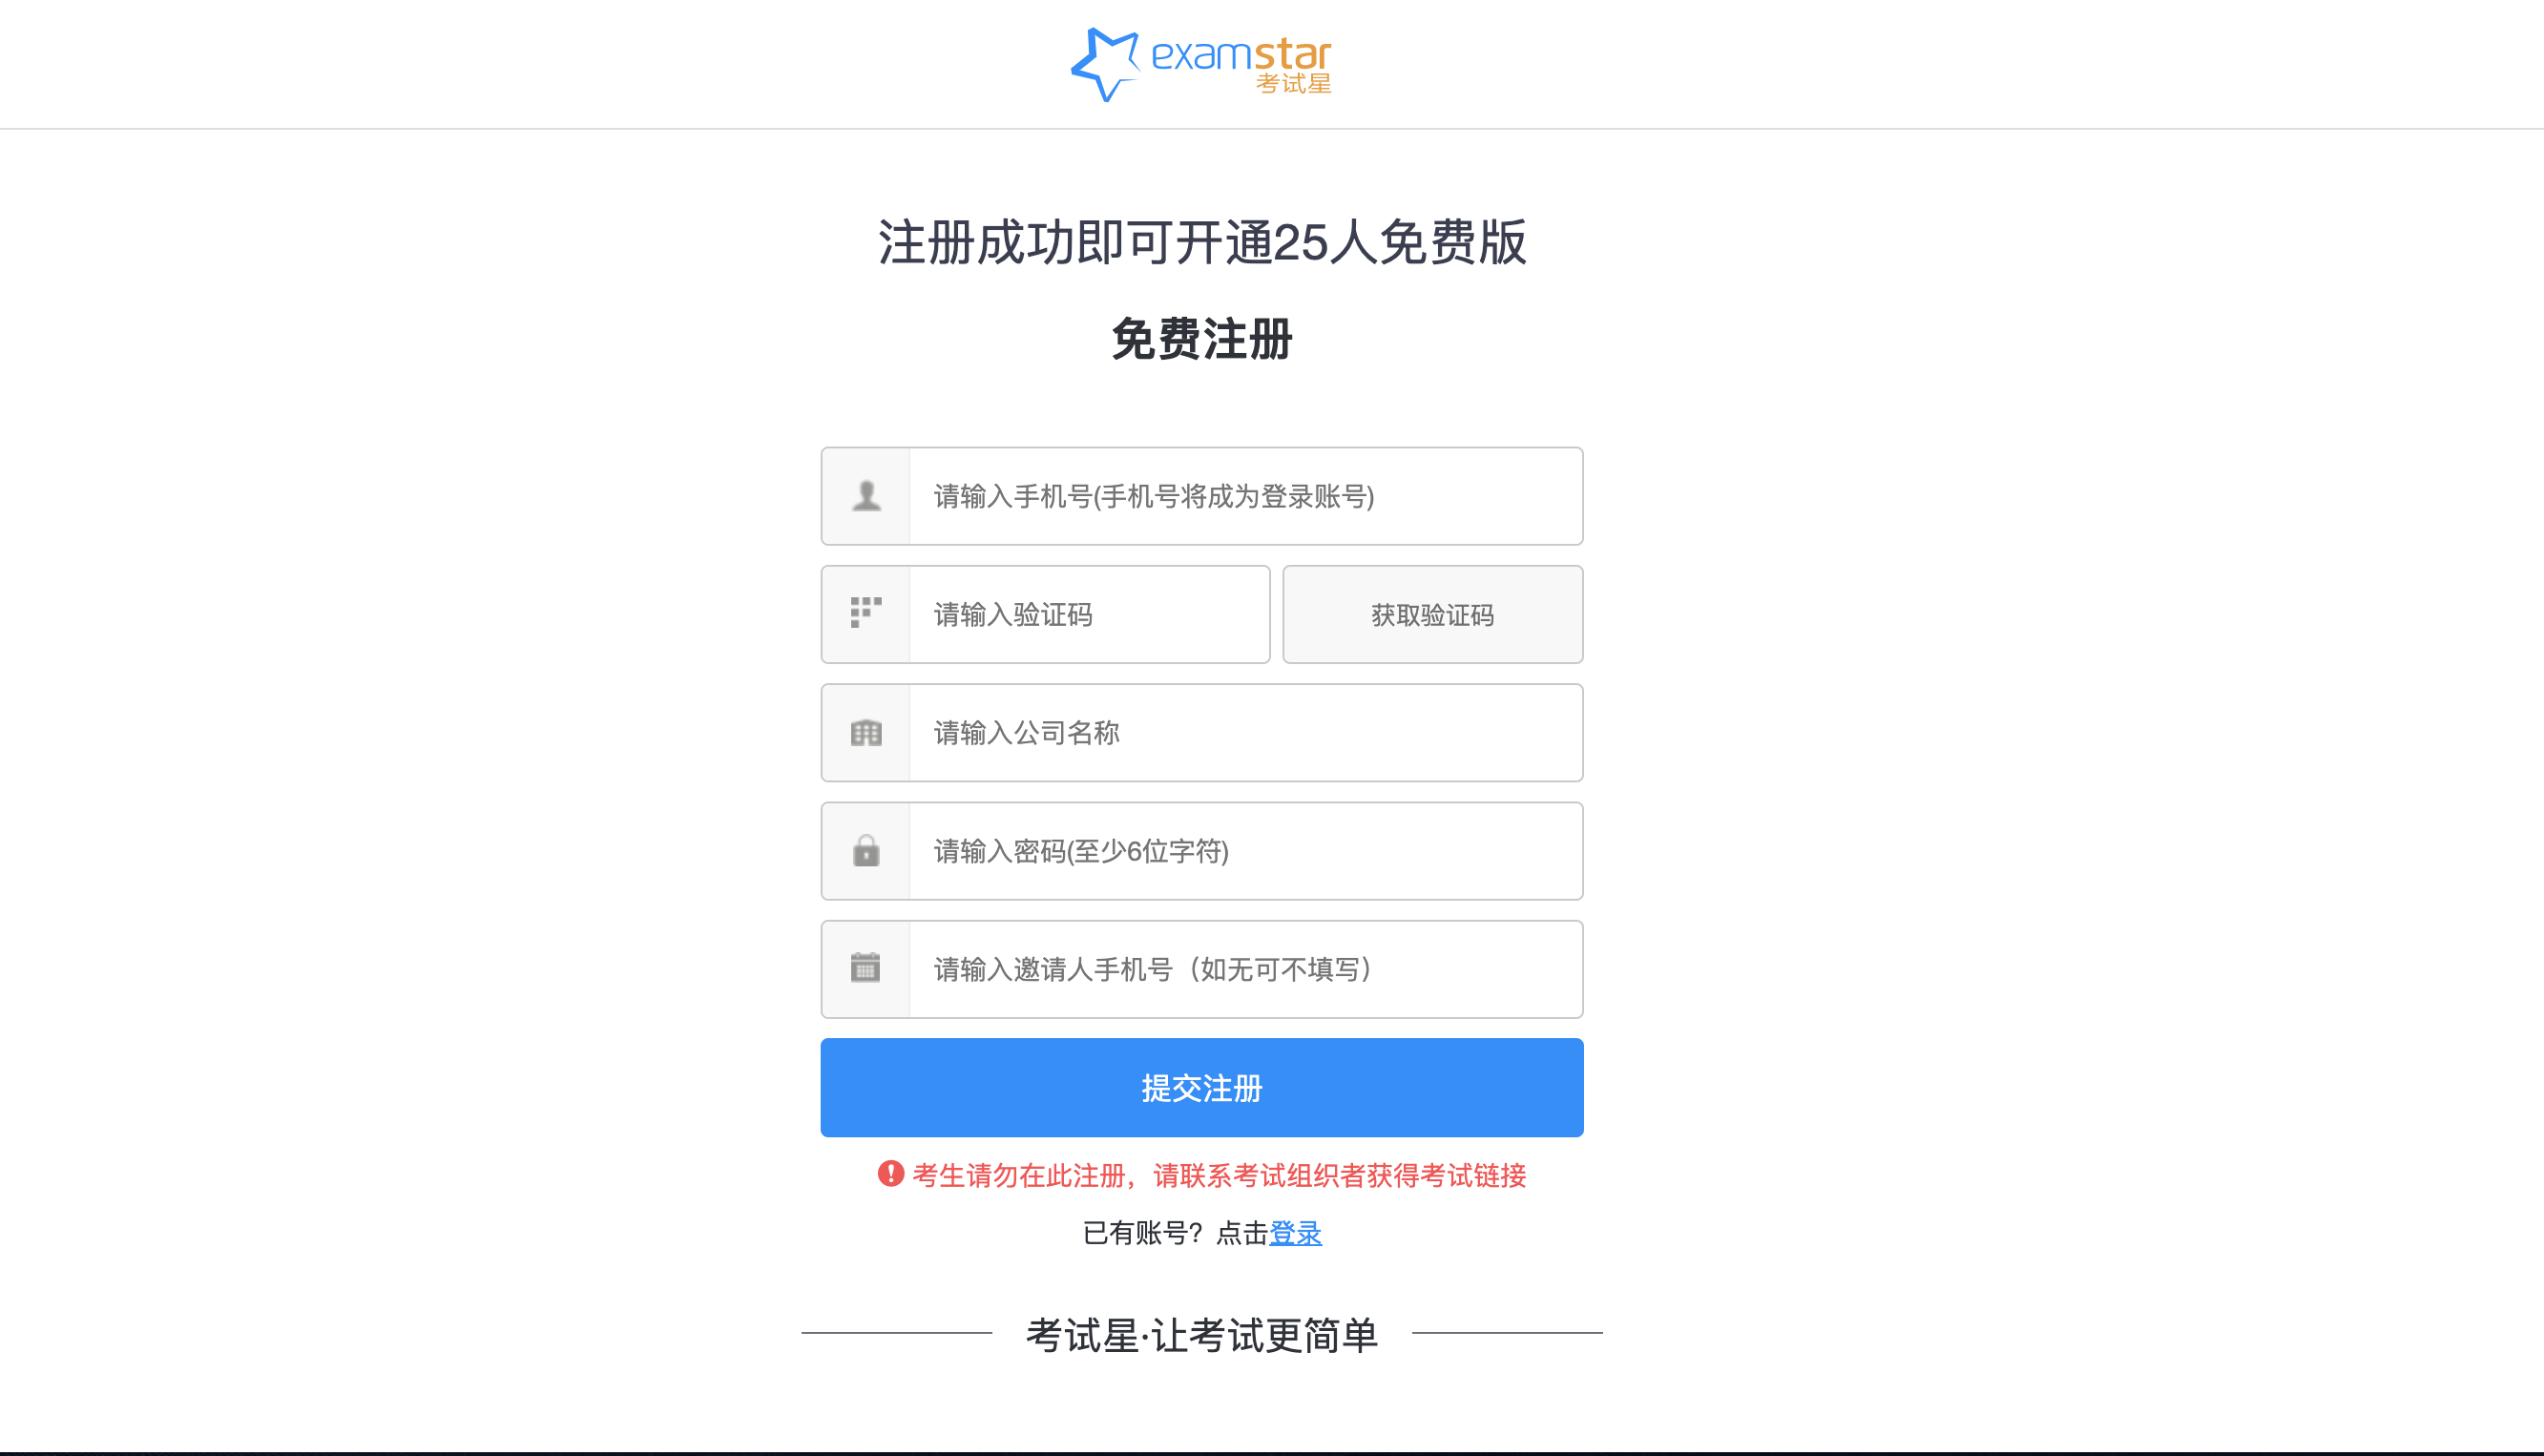 examstar
考试星
注册成功即可开通25人免费版
免费注册
请输入手机号(手机号将成为登录账号)
请输入验证码
获取验证码
请输入公司名称
请输入密码(至少6位字符)
请输入邀请人手机号（如无可不填写）
提交注册
考生请勿在此注册，请联系考试组织者获得考试链接
已有账号？点击登录
考试星·让考试更简单